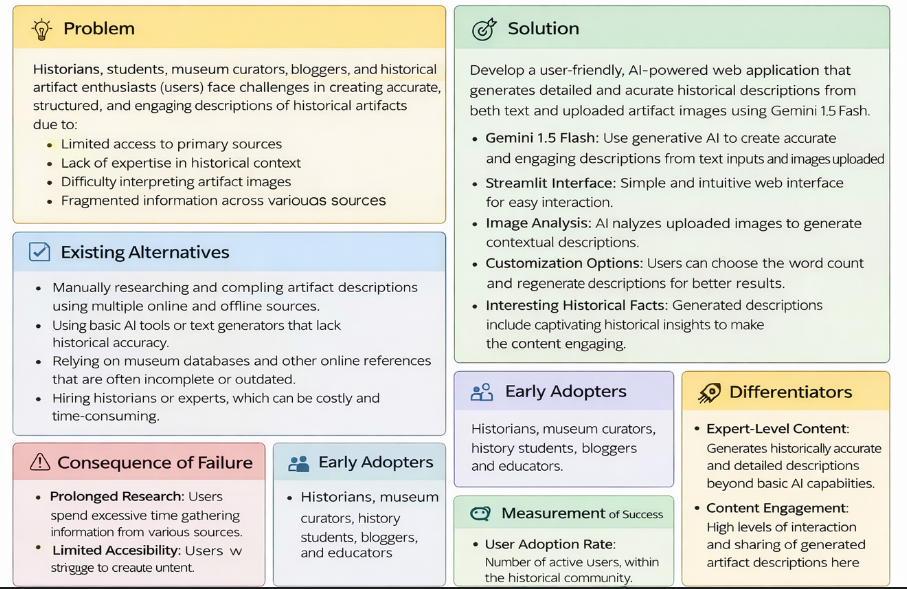 Problem
Historians, students, museum curators, bloggers, and historical
artifact enthusiasts (users) face challenges in creating accurate,
structured, and engaging descriptions of historical artifacts
due to:
• Limited access to primary sources
• Lack of expertise in historical context
• Difficulty interpreting artifact images
• Fragmented information across variouas sources
Existing Alternatives
• Manually researching and compling artifact descriptions
using multiple online and offline sources.
• Using basic AI tools or text generators that lack
historical accuracy.
• Relying on museum databases and other online references
that are often incomplete or outdated.
• Hiring historians or experts, which can be costly and
time-consuming.
Consequence of Failure
• Prolonged Research: Users
spend excessive time gathering
information from various sources.
• Limited Accesibility: Users w
to creaute untent.
Early Adopters
• Historians, museum
curators, history
students, bloggers,
and educators
Solution
Develop a user-friendly, AI-powered web application that
generates detailed and acurate historical descriptions from
both text and uploaded artifact images using Gemini 1.5 Fash.
• Gemini 1.5 Flash: Use generative AI to create accurate
and engaging descriptions from text inputs and images uploaded
• Streamlit Interface: Simple and intuitive web interface
for easy interaction.
• Image Analysis: AI nalyzes uploaded images to generate
contextual descriptions.
• Customization Options: Users can choose the word count
and regenerate descriptions for better results.
• Interesting Historical Facts: Generated descriptions
include captivating historical insights to make
the content engaging.
Early Adopters
Historians, museum curators,
history students, bloggers
and educators.
Measurement of Success
• User Adoption Rate:
Number of active users, within
the historical community.
Differentiators
• Expert-Level Content:
Generates historically accurate
and detailed descriptions
beyond basic AI capabiities.
• Content Engagement:
High levels of interaction
and sharing of generated
artifact descriptions here